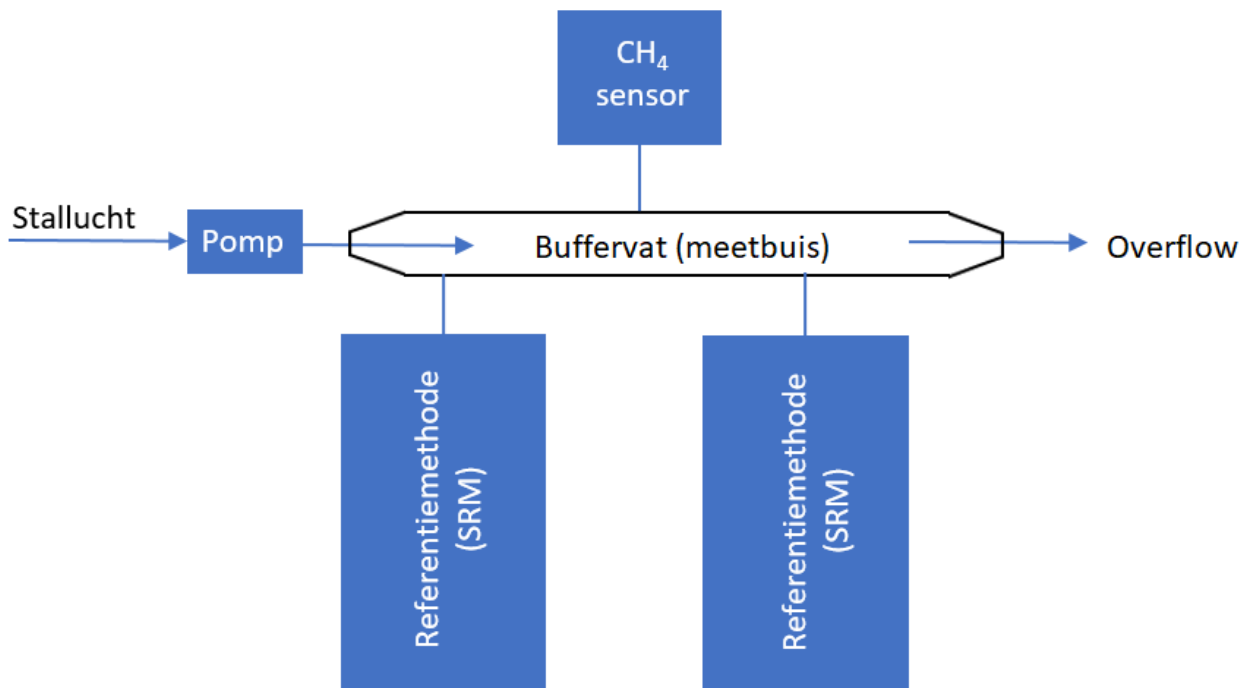 CH₄
sensor
Stallucht
Pomp
Buffervat (meetbuis)
Overflow
Referentiemethode
(SRM)
Referentiemethode
(SRM)